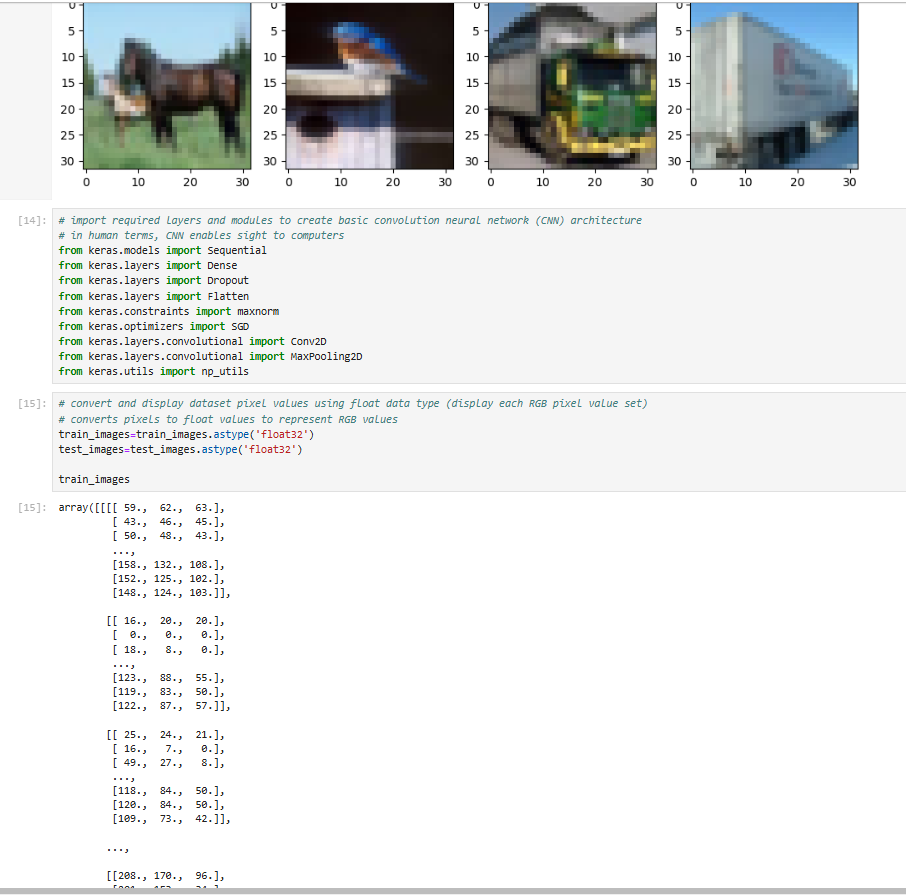 0 0 0 0
5 5 5 5
10 10 10 10
15 15 15 15
20 20 20 20
25 25 25 25
30 30 30 30
0 10 20 30 0 10 20 30 0 10 20 30 0 10 20 30
[14]: # import required layers and modules to create basic convolution neural network (CNN) architecture
# in human terms, CNN enables sight to computers
from keras.models import Sequential
from keras.layers import Dense
from keras.layers import Dropout
from keras.layers import Flatten
from keras.constraints import maxnorm
from keras.optimizers import SGD
from keras.layers.convolutional import Conv2D
from keras.layers.convolutional import MaxPooling2D
from keras.utils import np_utils
[15]: # convert and display dataset pixel values using float data type (display each RGB pixel value set)
# converts pixels to float values to represent RGB values
train_images=train_images.astype('float32')
test_images=test_images.astype('float32')
train_images
[15]: array([[[[ 59., 62., 63.],
[ 43., 46., 45.],
[ 50., 48., 43.],
...,
[158., 132., 108.],
[152., 125., 102.],
[148., 124., 103.]],
[[ 16., 20., 20.],
[ 0., 0., 0.],
[ 18., 8., 0.],
...,
[123., 88., 55.],
[119., 83., 50.],
[122., 87., 57.]],
[[ 25., 24., 21.],
[ 16., 7., 0.],
[ 49., 27., 8.],
...,
[118., 84., 50.],
[120., 84., 50.],
[109., 73., 42.]],
...,
[[208., 170., 96.],